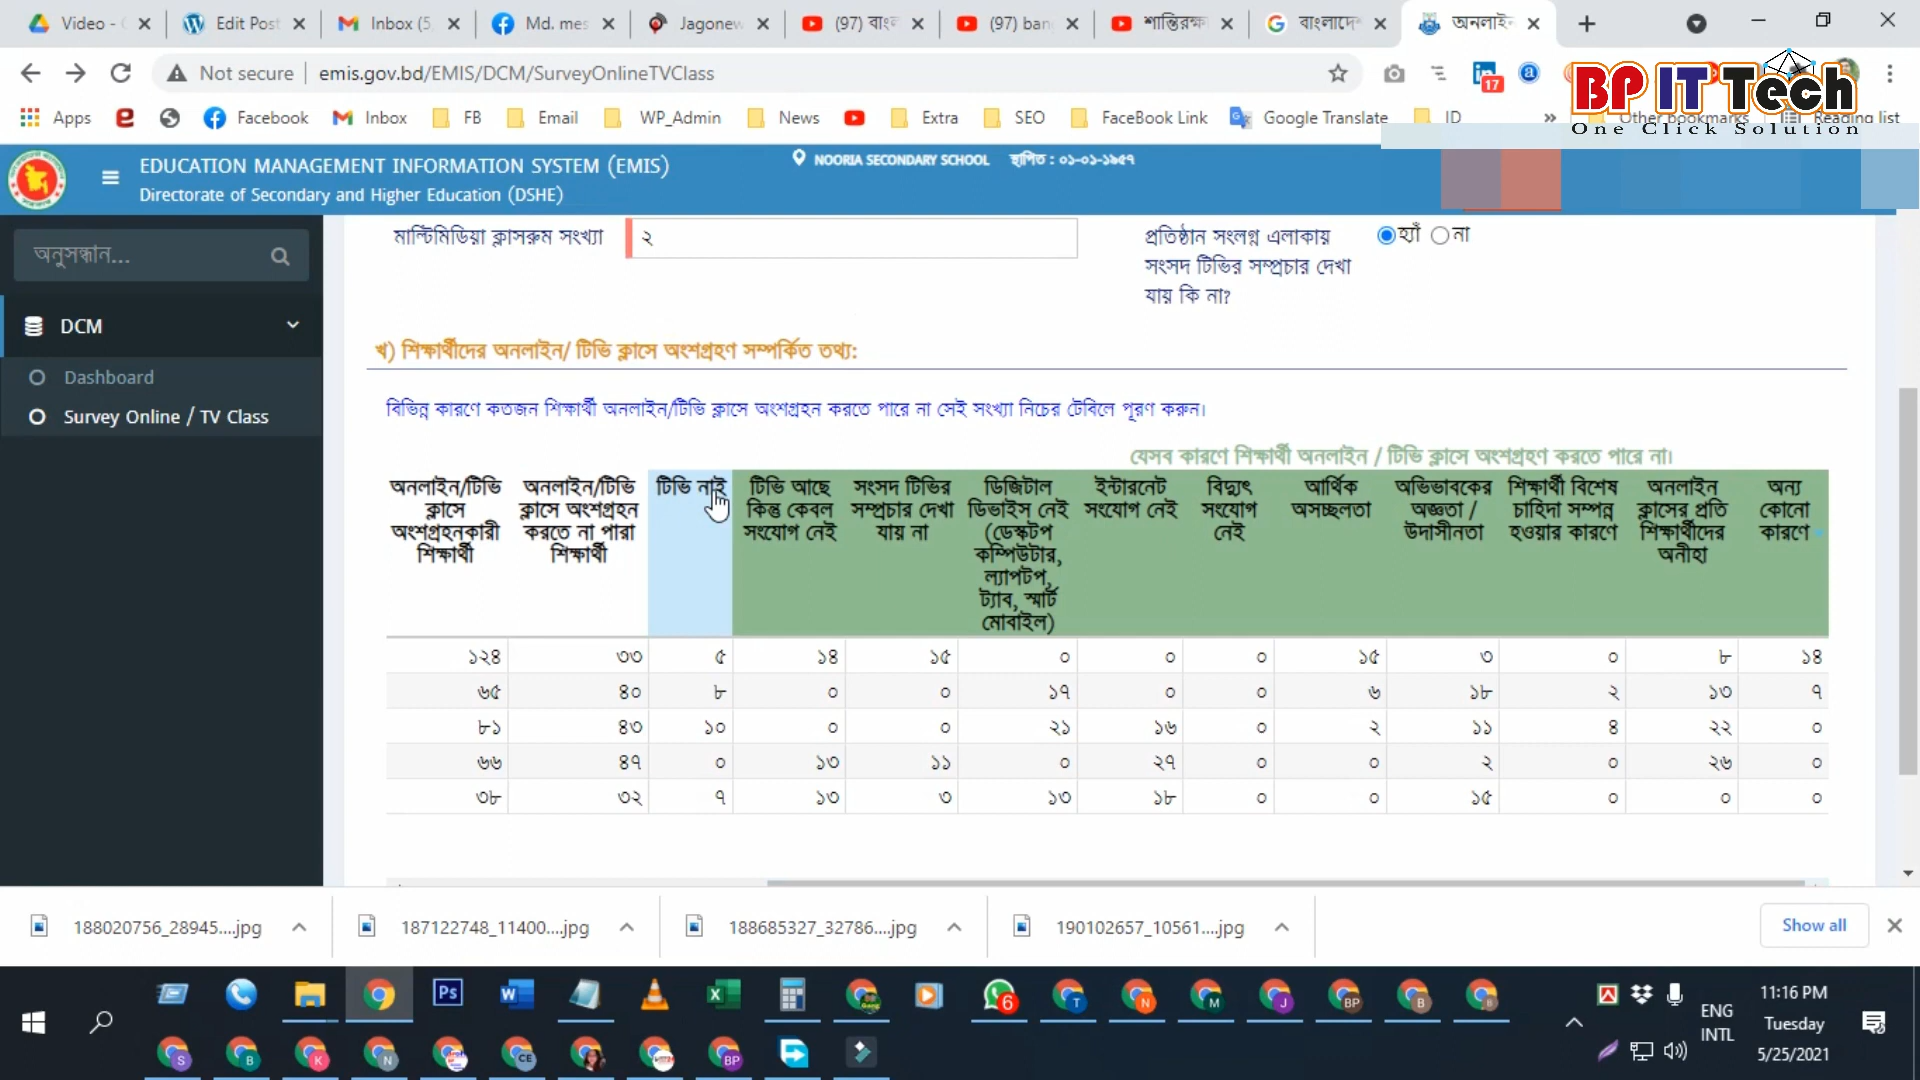 Video -
Edit Post
Inbox (5
Md. mes
Jagonew
(97) বাংল
(97) ban
শান্তিরক্ষ
বাংলাদে
অনলাইন
Not secure
emis.gov.bd/EMIS/DCM/SurveyOnlineTVClass
17
BP IT Tech
One Click Solution
Apps
Facebook
Inbox
FB
Email
WP_Admin
News
Extra
SEO
FaceBook Link
Google Translate
ID
Other bookmarks
Reading list
EDUCATION MANAGEMENT INFORMATION SYSTEM (EMIS)
Directorate of Secondary and Higher Education (DSHE)
NOORIA SECONDARY SCHOOL স্থাপিত : ০১-০১-১৯৫৭
অনুসন্ধান...
DCM
Dashboard
Survey Online / TV Class
মাল্টিমিডিয়া ক্লাসরুম সংখ্যা
২
প্রতিষ্ঠান সংলগ্ন এলাকায়
সংসদ টিভির সম্প্রচার দেখা
যায় কি না?
হ্যাঁ না
খ) শিক্ষার্থীদের অনলাইন/ টিভি ক্লাসে অংশগ্রহণ সম্পর্কিত তথ্য:
বিভিন্ন কারণে কতজন শিক্ষার্থী অনলাইন/টিভি ক্লাসে অংশগ্রহন করতে পারে না সেই সংখ্যা নিচের টেবিলে পূরণ করুন।
যেসব কারণে শিক্ষার্থী অনলাইন / টিভি ক্লাসে অংশগ্রহণ করতে পারে না।
অনলাইন/টিভি
ক্লাসে
অংশগ্রহনকারী
শিক্ষার্থী
অনলাইন/টিভি
ক্লাসে অংশগ্রহন
করতে না পারা
শিক্ষার্থী
টিভি নাই
টিভি আছে
কিন্তু কেবল
সংযোগ নেই
সংসদ টিভির
সম্প্রচার দেখা
যায় না
ডিজিটাল
ডিভাইস নেই
(ডেস্কটপ
কম্পিউটার,
ল্যাপটপ,
ট্যাব, স্মার্ট
মোবাইল)
ইন্টারনেট
সংযোগ নেই
বিদ্যুৎ
সংযোগ
নেই
আর্থিক
অসচ্ছলতা
অভিভাবকের
অজ্ঞতা /
উদাসীনতা
শিক্ষার্থী বিশেষ
চাহিদা সম্পন্ন
হওয়ার কারণে
অনলাইন
ক্লাসের প্রতি
শিক্ষার্থীদের
অনীহা
অন্য
কোনো
কারণে
১২৪ ৩৩ ৫ ১৪ ১৫ ০ ০ ০ ১৫ ৩ ০ ৮ ১৪
৬৫ ৪০ ৮ ০ ০ ১৭ ০ ০ ৬ ১৮ ২ ১৩ ৭
৮১ ৪৩ ১০ ০ ০ ২১ ১৬ ০ ২ ১১ ৪ ২২ ০
৬৬ ৪৭ ০ ১৩ ১১ ০ ২৭ ০ ০ ২ ০ ২৬ ০
৩৮ ৩২ ৭ ১৩ ৩ ১৩ ১৮ ০ ০ ১৫ ০ ০ ০
188020756_28945....jpg
187122748_11400....jpg
188685327_32786....jpg
190102657_10561....jpg
Show all
ENG
INTL
11:16 PM
Tuesday
5/25/2021